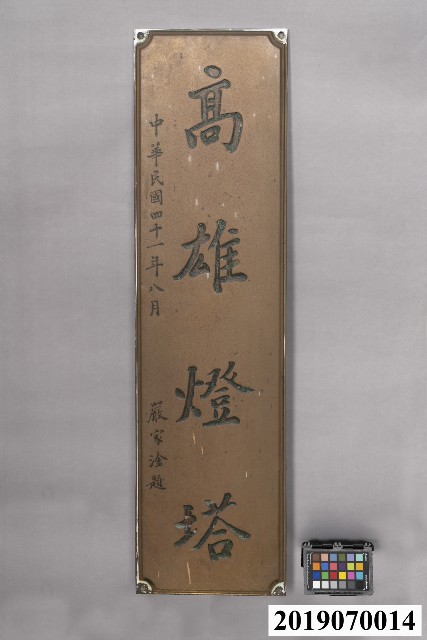 高雄燈塔
中華民國四十一年八月
嚴家淦題
2019070014